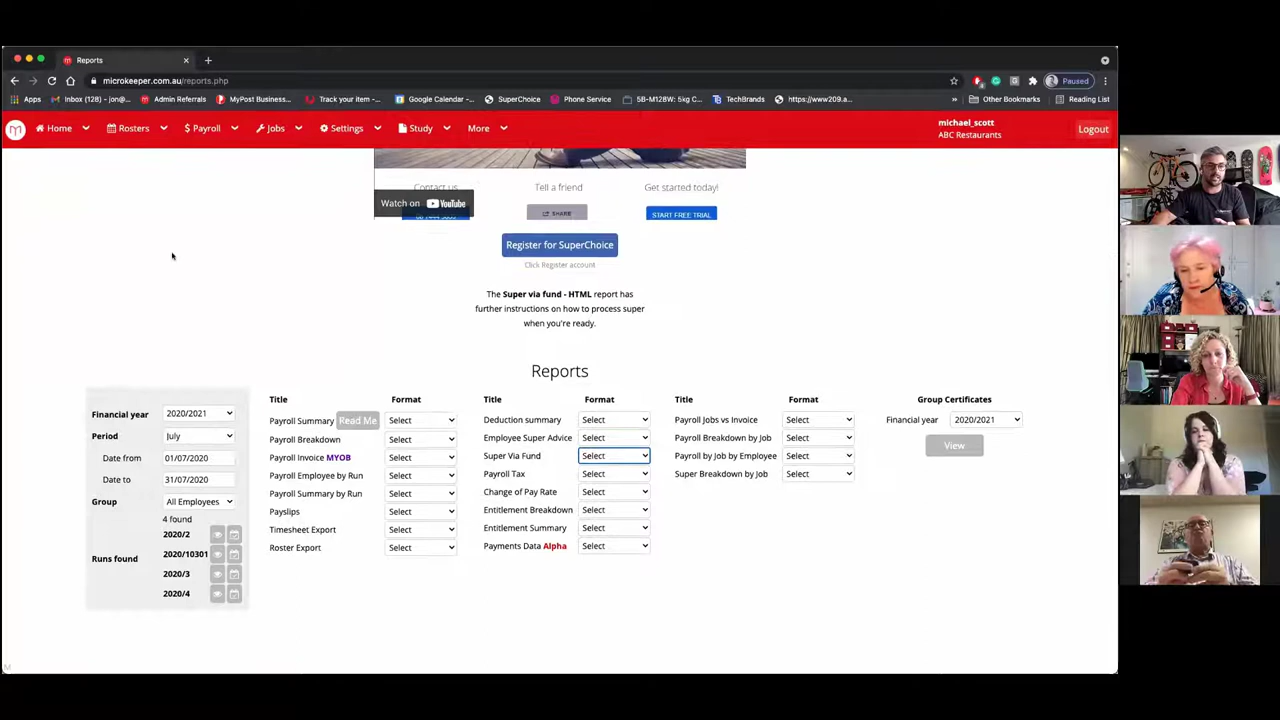 Reports
microkeeper.com.au/reports.php
Paused
Apps
Inbox (128) - jon@...
Admin Referrals
MyPost Business...
Track your item -...
Google Calendar -...
SuperChoice
Phone Service
5B-M128W: 5kg C...
TechBrands
https://www209.a...
»
Other Bookmarks
Reading List
Home
Rosters
$ Payroll
Jobs
Settings
Study
More
michael_scott
ABC Restaurants
Logout
Contact us
Tell a friend
Get started today!
Watch on YouTube
SHARE
START FREE TRIAL
Register for SuperChoice
Click Register account
The Super via fund - HTML report has
further instructions on how to process super
when you're ready.
Reports
Financial year 2020/2021
Period July
Date from 01/07/2020
Date to 31/07/2020
Group All Employees
4 found
Runs found
2020/2
2020/10301
2020/3
2020/4
Title Format
Payroll Summary Read Me Select
Payroll Breakdown Select
Payroll Invoice MYOB Select
Payroll Employee by Run Select
Payroll Summary by Run Select
Payslips Select
Timesheet Export Select
Roster Export Select
Title Format
Deduction summary Select
Employee Super Advice Select
Super Via Fund Select
Payroll Tax Select
Change of Pay Rate Select
Entitlement Breakdown Select
Entitlement Summary Select
Payments Data Alpha Select
Title Format
Payroll Jobs vs Invoice Select
Payroll Breakdown by Job Select
Payroll by Job by Employee Select
Super Breakdown by Job Select
Group Certificates
Financial year 2020/2021
View